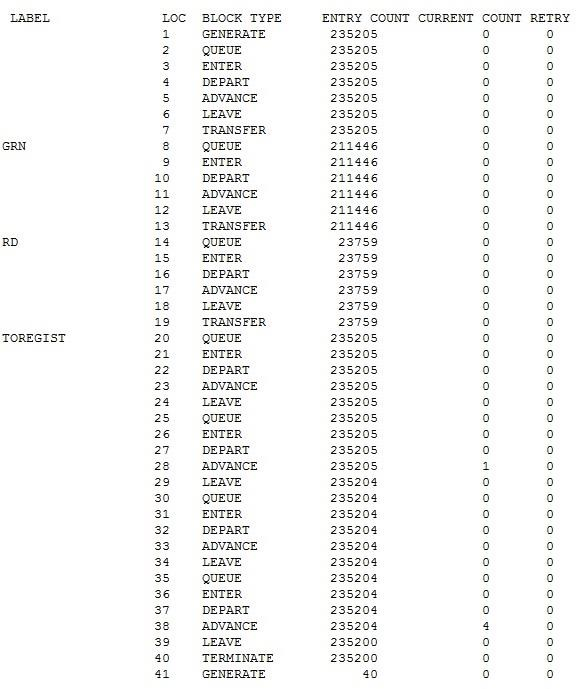 LABEL LOC BLOCK TYPE ENTRY COUNT CURRENT COUNT RETRY
1 GENERATE 235205 0 0
2 QUEUE 235205 0 0
3 ENTER 235205 0 0
4 DEPART 235205 0 0
5 ADVANCE 235205 0 0
6 LEAVE 235205 0 0
7 TRANSFER 235205 0 0
GRN 8 QUEUE 211446 0 0
9 ENTER 211446 0 0
10 DEPART 211446 0 0
11 ADVANCE 211446 0 0
12 LEAVE 211446 0 0
13 TRANSFER 211446 0 0
RD 14 QUEUE 23759 0 0
15 ENTER 23759 0 0
16 DEPART 23759 0 0
17 ADVANCE 23759 0 0
18 LEAVE 23759 0 0
19 TRANSFER 23759 0 0
TOREGIST 20 QUEUE 235205 0 0
21 ENTER 235205 0 0
22 DEPART 235205 0 0
23 ADVANCE 235205 0 0
24 LEAVE 235205 0 0
25 QUEUE 235205 0 0
26 ENTER 235205 0 0
27 DEPART 235205 0 0
28 ADVANCE 235205 1 0
29 LEAVE 235204 0 0
30 QUEUE 235204 0 0
31 ENTER 235204 0 0
32 DEPART 235204 0 0
33 ADVANCE 235204 0 0
34 LEAVE 235204 0 0
35 QUEUE 235204 0 0
36 ENTER 235204 0 0
37 DEPART 235204 0 0
38 ADVANCE 235204 4 0
39 LEAVE 235200 0 0
40 TERMINATE 235200 0 0
41 GENERATE 40 0 0